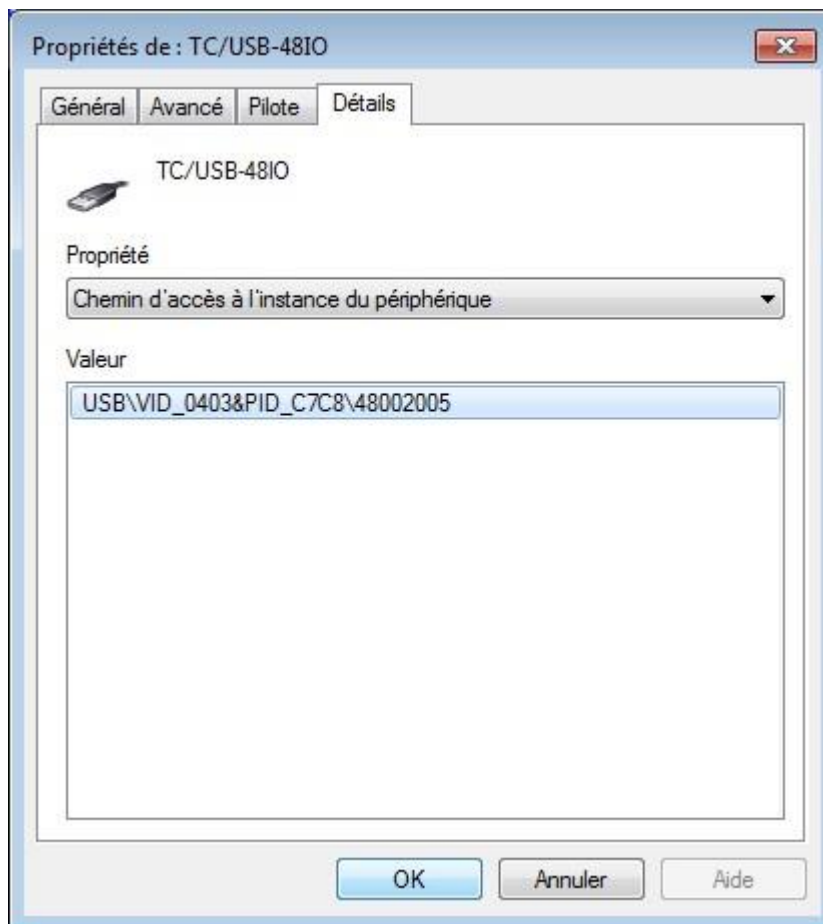 Propriétés de : TC/USB-48IO
Général Avancé Pilote Détails
TC/USB-48IO
Propriété
Chemin d'accès à l'instance du périphérique
Valeur
USB\VID_0403&PID_C7C8\48002005
OK Annuler Aide